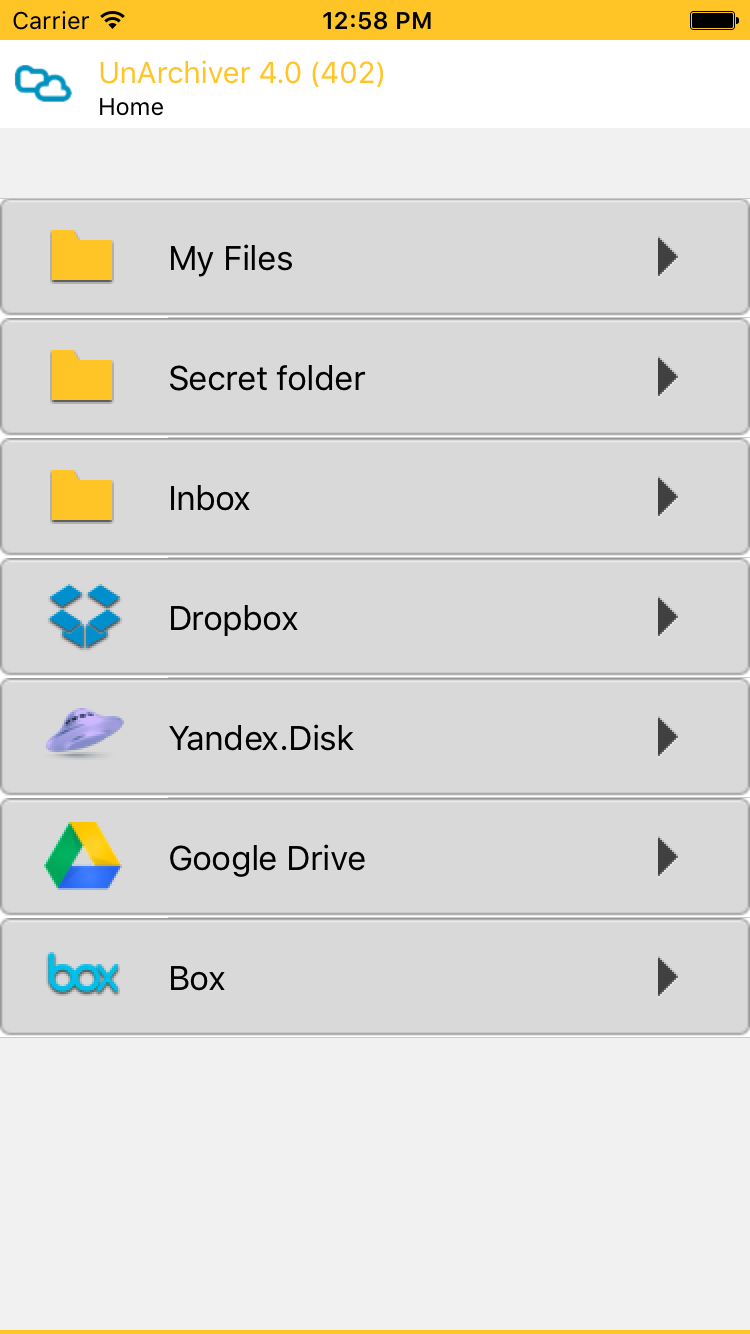 Carrier 12:58 PM
UnArchiver 4.0 (402)
Home
My Files
Secret folder
Inbox
Dropbox
Yandex.Disk
Google Drive
box Box